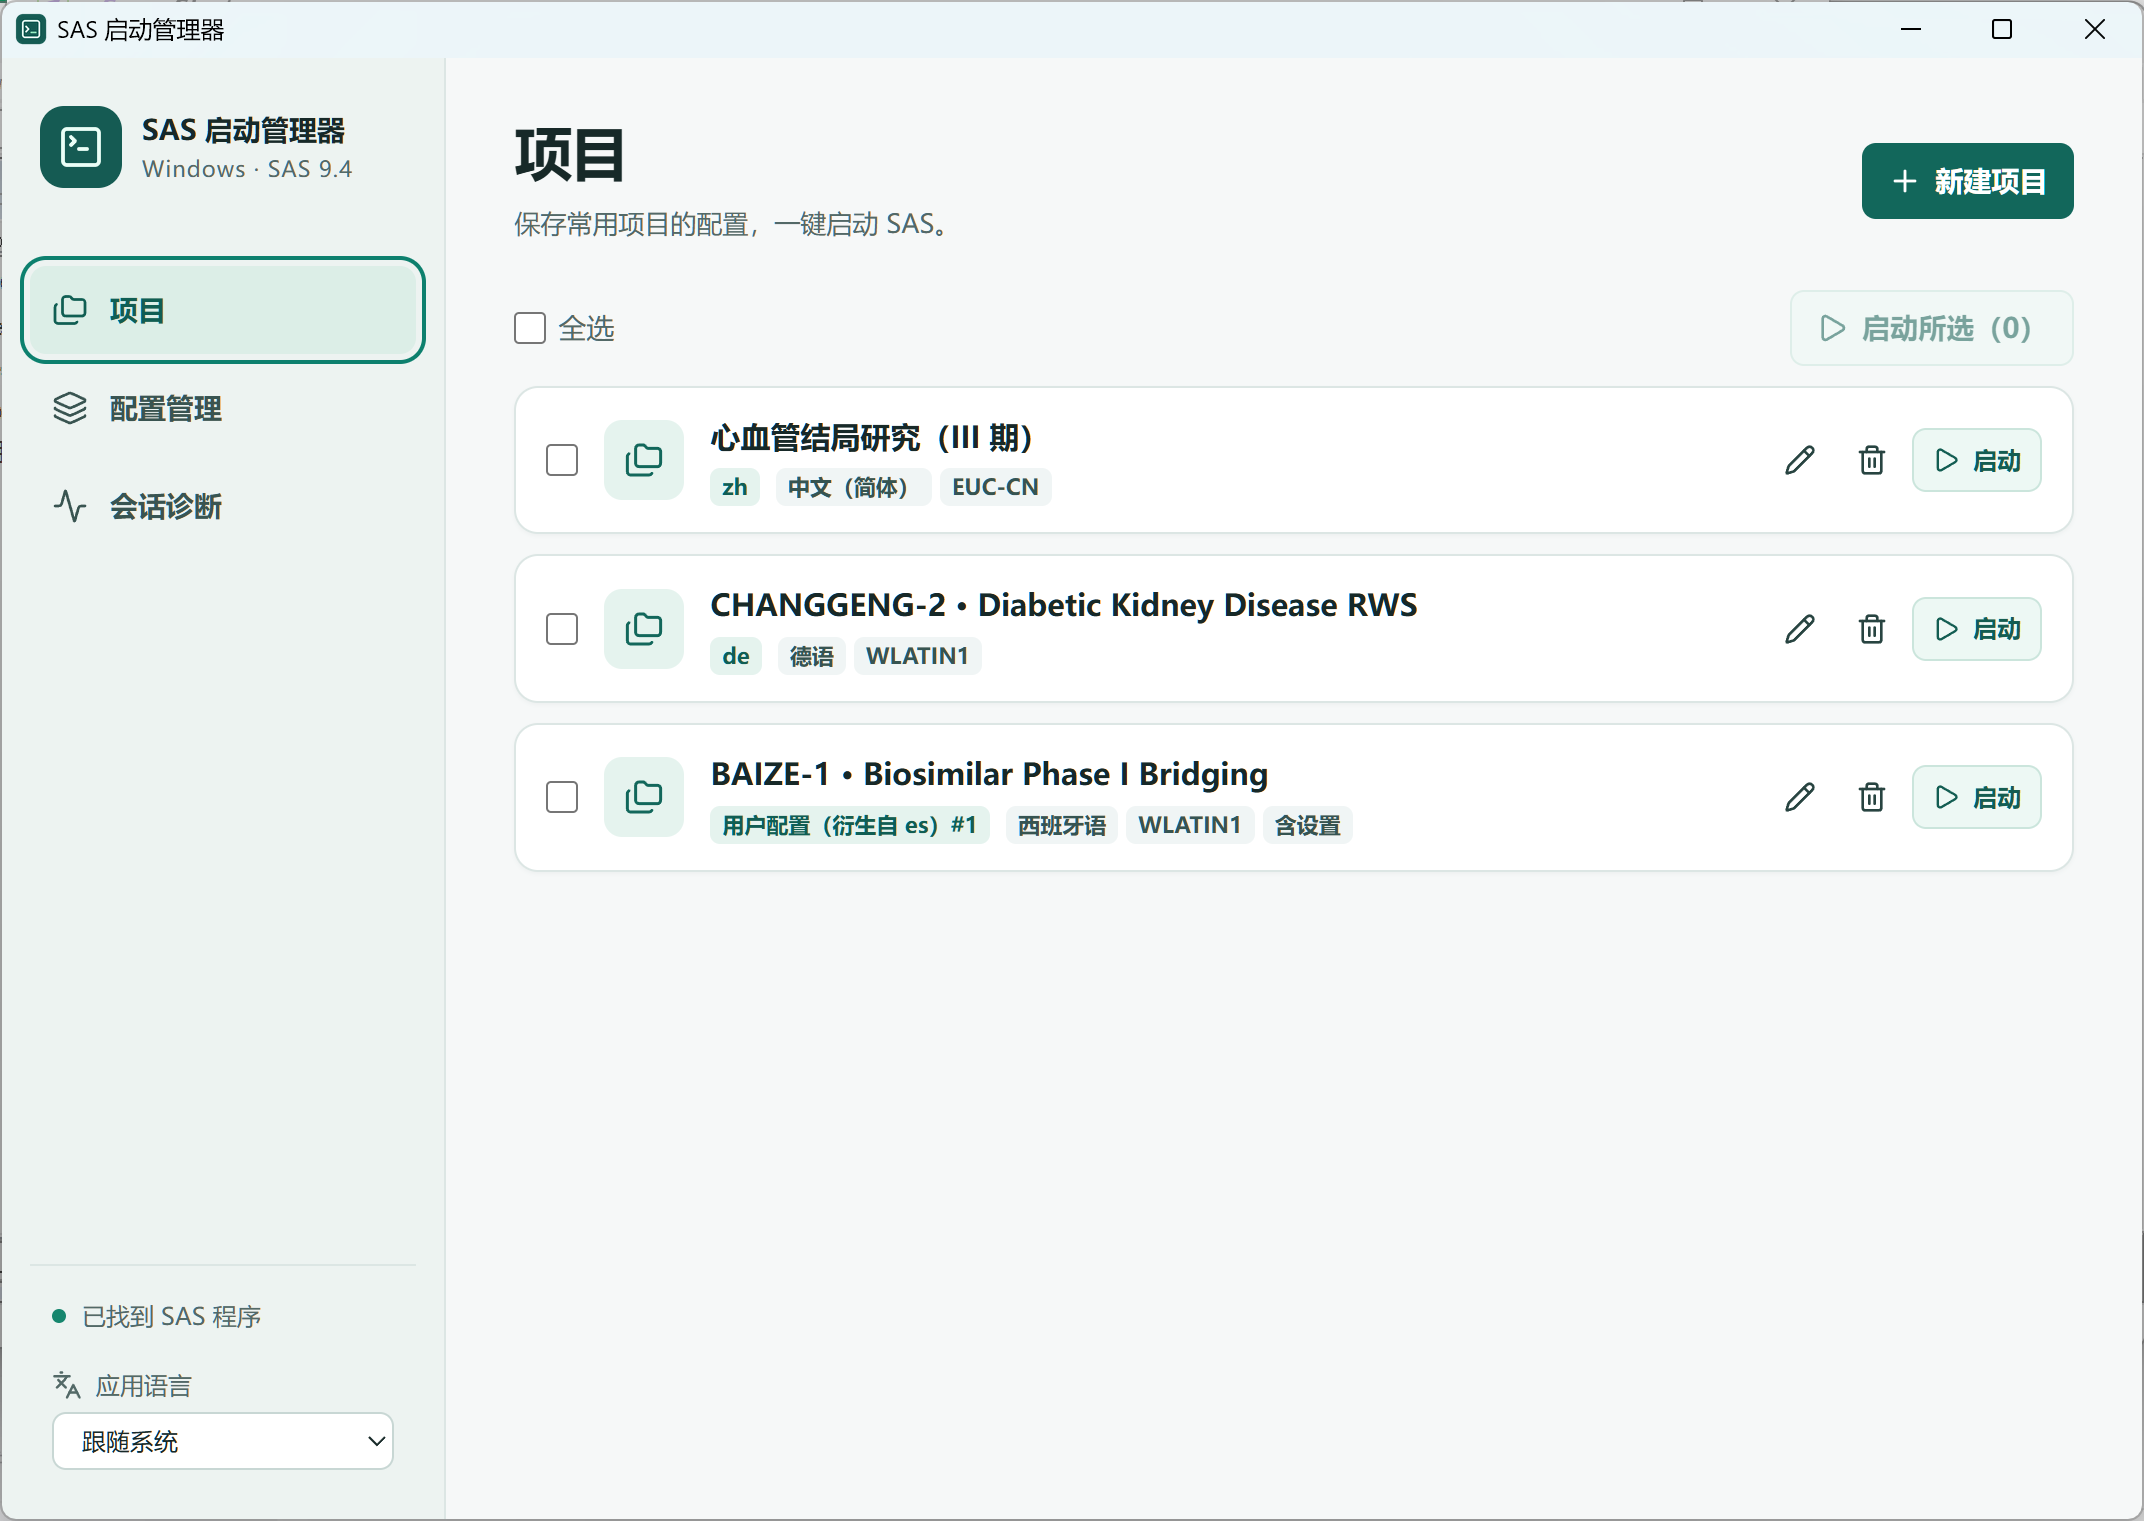 SAS 启动管理器
SAS 启动管理器
Windows · SAS 9.4
项目
配置管理
会话诊断
已找到 SAS 程序
应用语言
跟随系统
项目
保存常用项目的配置，一键启动 SAS。
新建项目
全选
启动所选（0）
心血管结局研究（III 期）
zh 中文（简体） EUC-CN
启动
CHANGGENG-2 • Diabetic Kidney Disease RWS
de 德语 WLATIN1
启动
BAIZE-1 • Biosimilar Phase I Bridging
用户配置（衍生自 es）#1 西班牙语 WLATIN1 含设置
启动